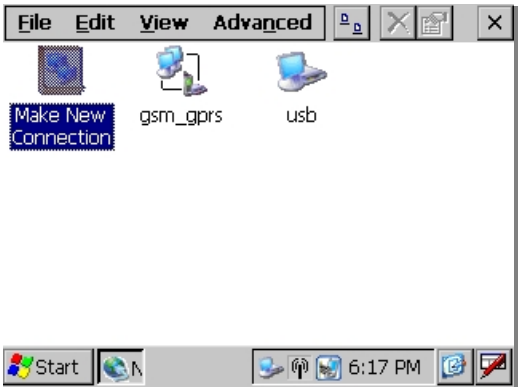 File Edit View Advanced
Make New
Connection
gsm_gprs
usb
Start N 6:17 PM